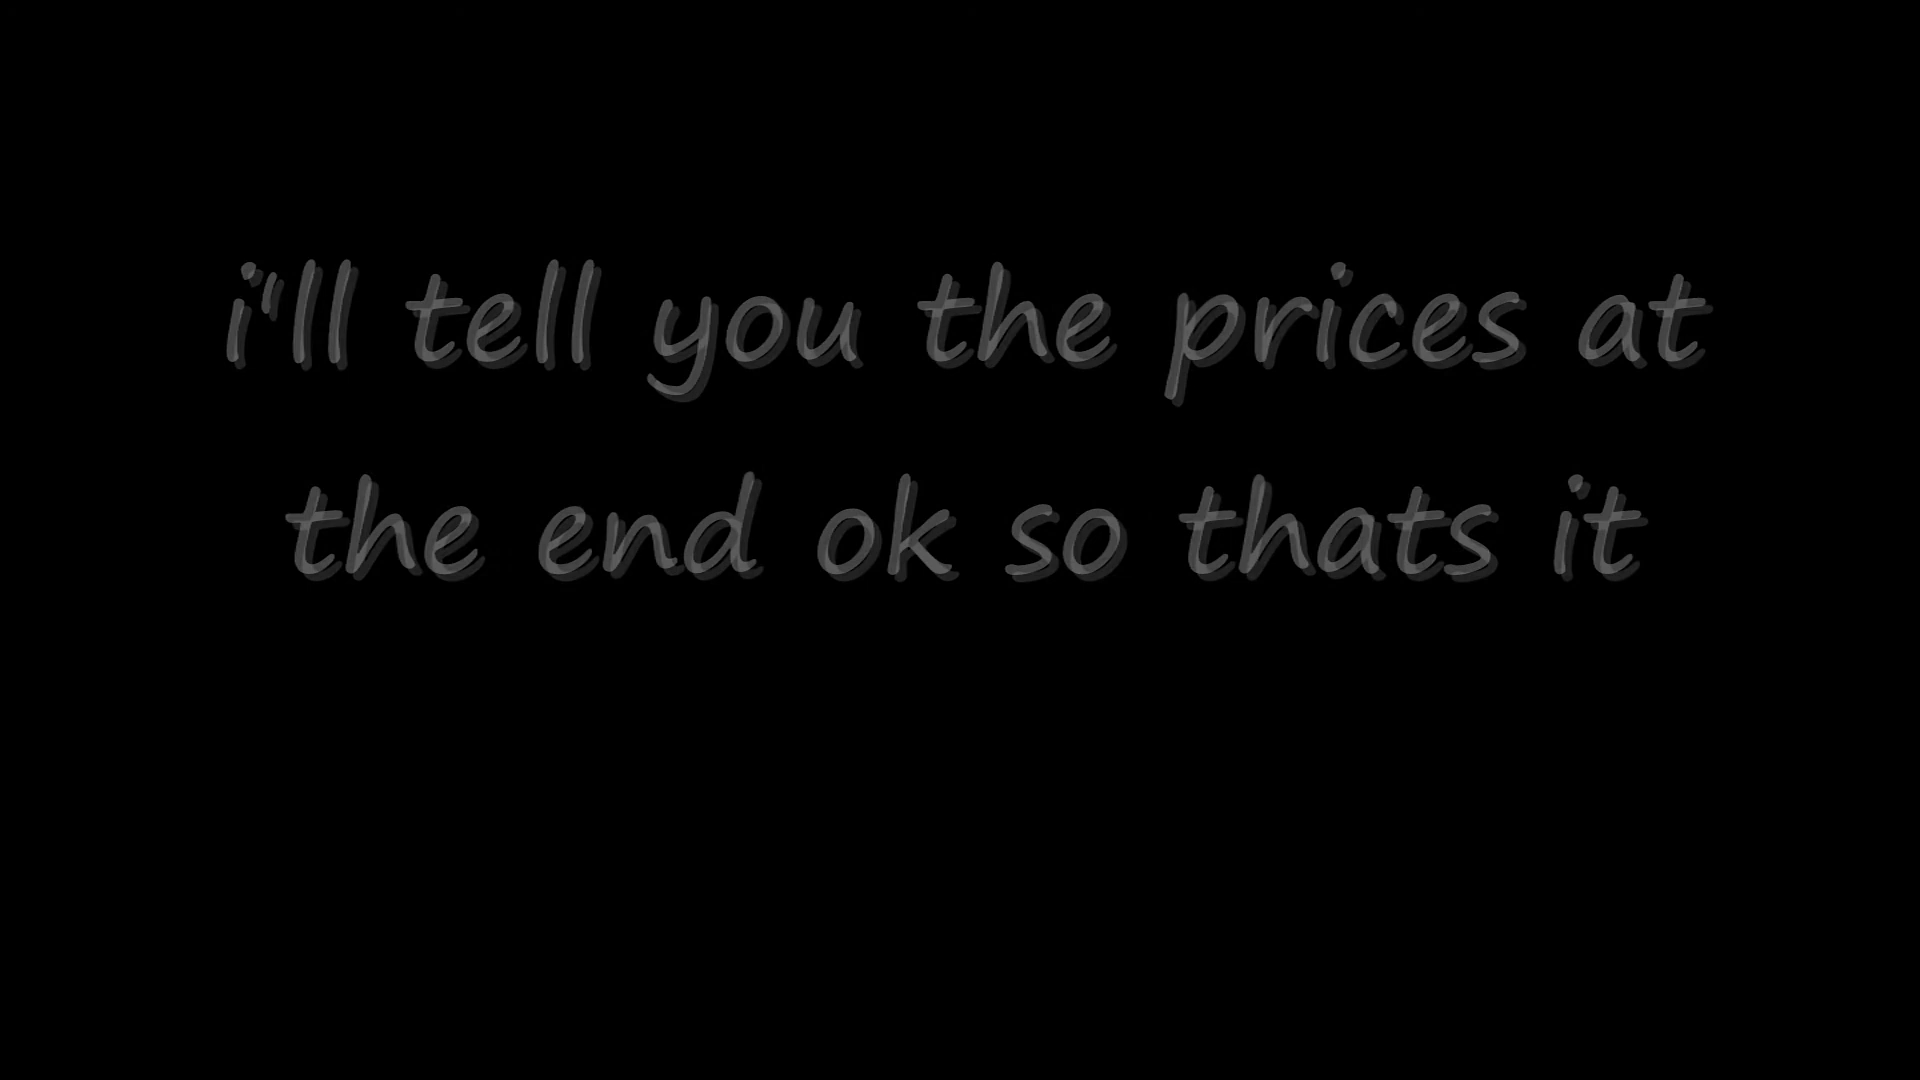 i'll tell you the prices at
the end ok so thats it